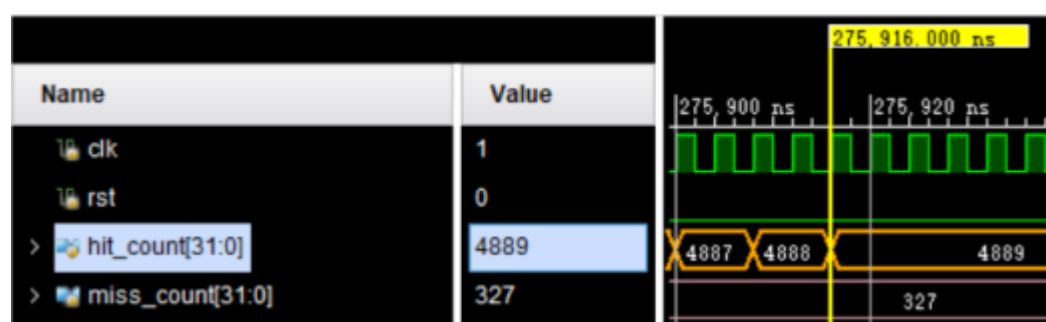 275,916.000 ns
Name Value 275,900 ns 275,920 ns
clk 1
rst 0
hit_count[31:0] 4889 4887 4888 4889
miss_count[31:0] 327 327